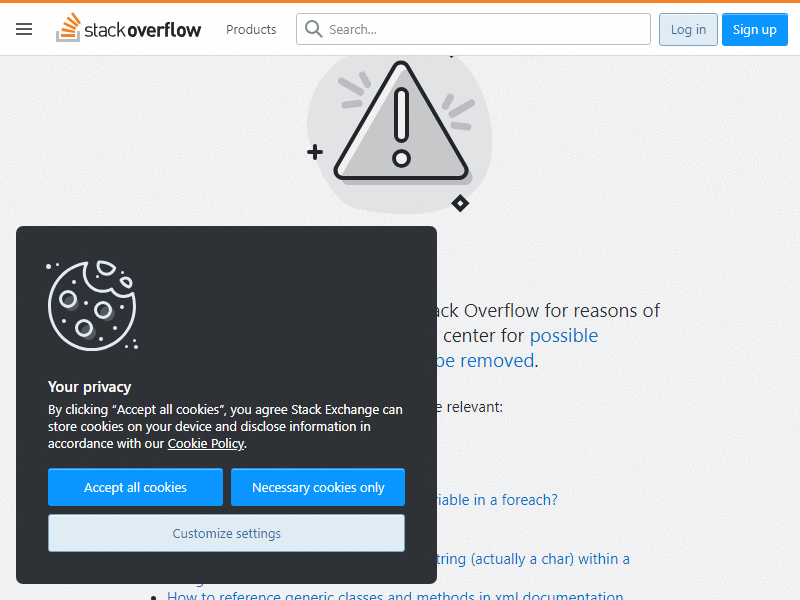 stackoverflow Products Search... Log in Sign up
ack Overflow for reasons of
center for possible
be removed.
e relevant:
Your privacy
By clicking “Accept all cookies”, you agree Stack Exchange can
store cookies on your device and disclose information in
accordance with our Cookie Policy.
Accept all cookies Necessary cookies only
Customize settings
riable in a foreach?
tring (actually a char) within a
How to reference generic classes and methods in xml documentation